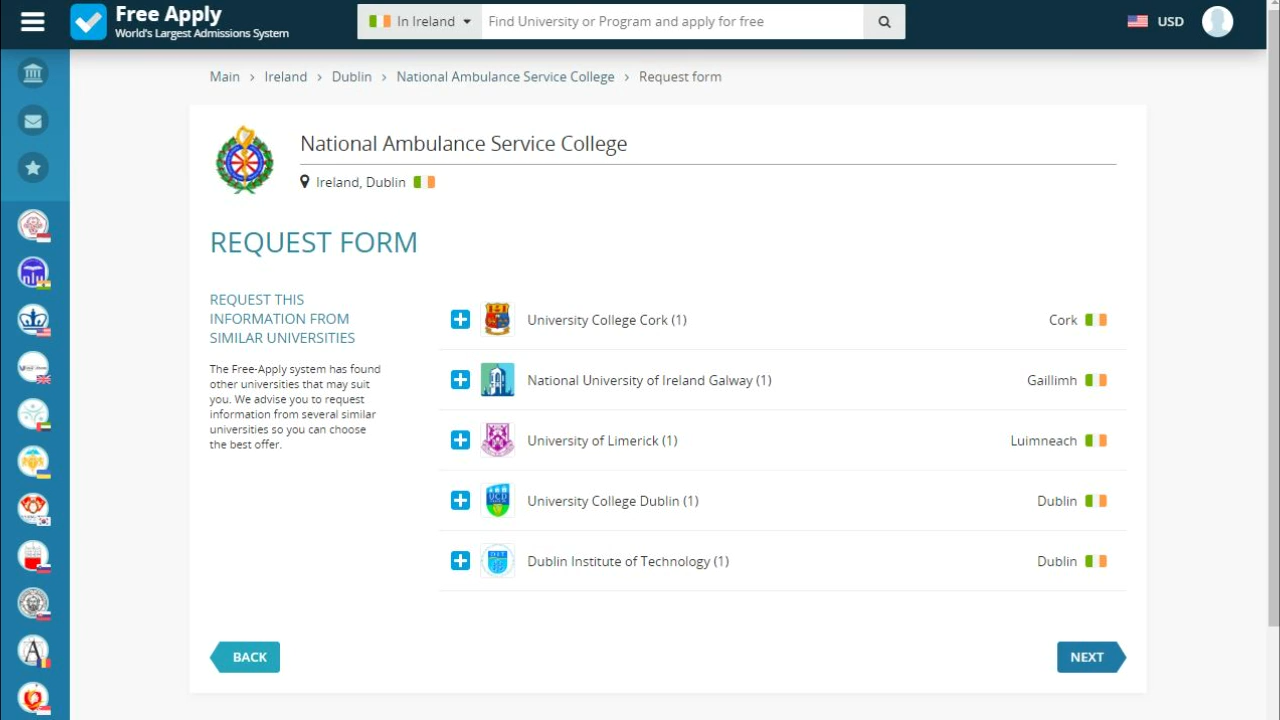 Free Apply
World's Largest Admissions System
In Ireland
Find University or Program and apply for free
USD
Main > Ireland > Dublin > National Ambulance Service College > Request form
National Ambulance Service College
Ireland, Dublin
REQUEST FORM
REQUEST THIS
INFORMATION FROM
SIMILAR UNIVERSITIES
The Free-Apply system has found
other universities that may suit
you. We advise you to request
information from several similar
universities so you can choose
the best offer.
University College Cork (1) Cork
National University of Ireland Galway (1) Gaillimh
University of Limerick (1) Luimneach
University College Dublin (1) Dublin
Dublin Institute of Technology (1) Dublin
BACK
NEXT
nlu
UCD
DIT